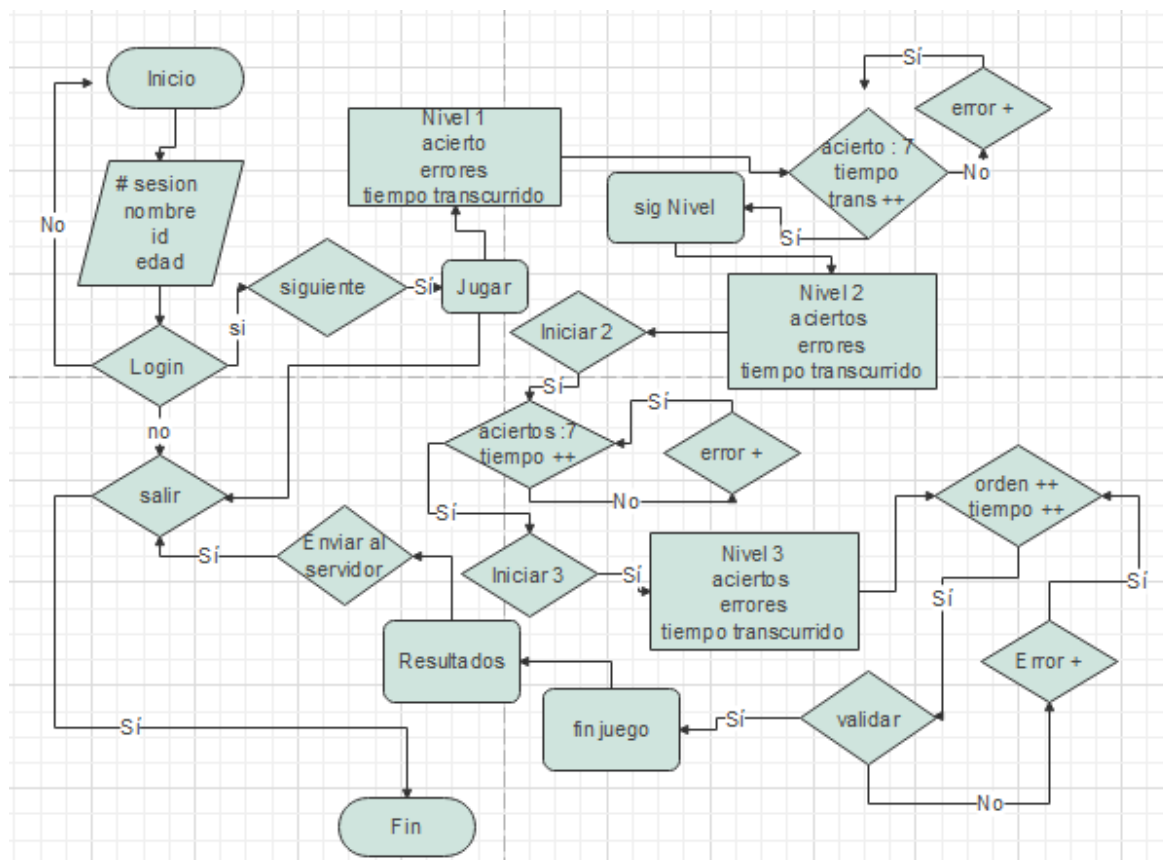 Inicio
# sesion
nombre
id
edad
No
Login
si
siguiente
Sí
Jugar
no
salir
Nivel 1
acierto
errores
tiempo transcurrido
acierto : 7
tiempo
trans ++
No
error +
Sí
Sí
sig Nivel
Nivel 2
aciertos
errores
tiempo transcurrido
Iniciar 2
Sí
aciertos :7
tiempo ++
No
error +
Sí
Sí
Iniciar 3
Sí
Nivel 3
aciertos
errores
tiempo transcurrido
orden ++
tiempo ++
Sí
validar
No
Error +
Sí
Sí
fin juego
Resultados
Enviar al
servidor
Sí
Sí
Fin